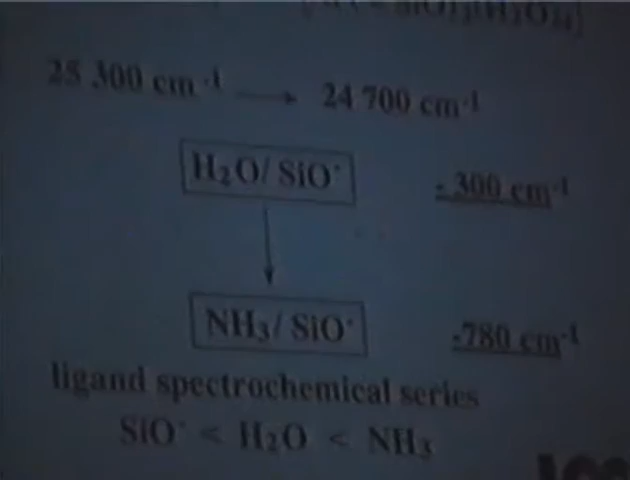 25 300 cm⁻¹ → 24 700 cm⁻¹
H₂O/ SiO⁻
- 300 cm⁻¹
NH₃/ SiO⁻
-780 cm⁻¹
ligand spectrochemical series
SiO⁻ < H₂O < NH₃